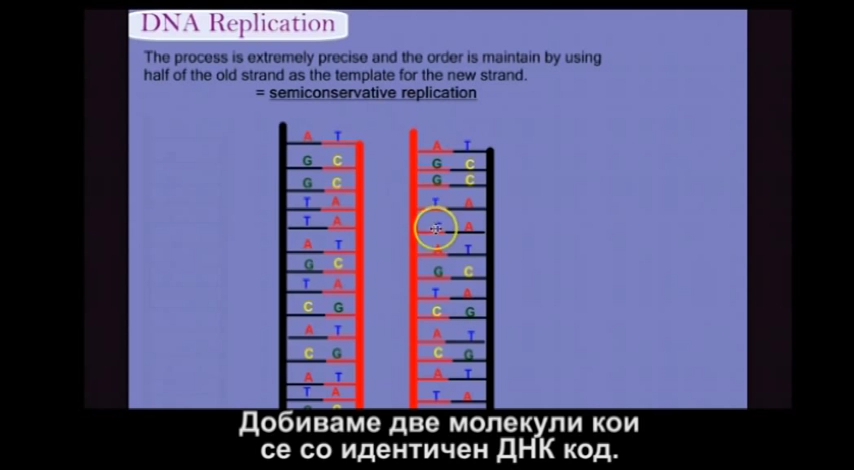 DNA Replication
The process is extremely precise and the order is maintain by using
half of the old strand as the template for the new strand.
= semiconservative replication
A T A T
G C G C
G C G C
T A T A
T A A
A T A T
G C G C
T A T A
C G C G
A T A T
C G C G
A T A T
T A T A
Добиваме две молекули кои
се со идентичен ДНК код.